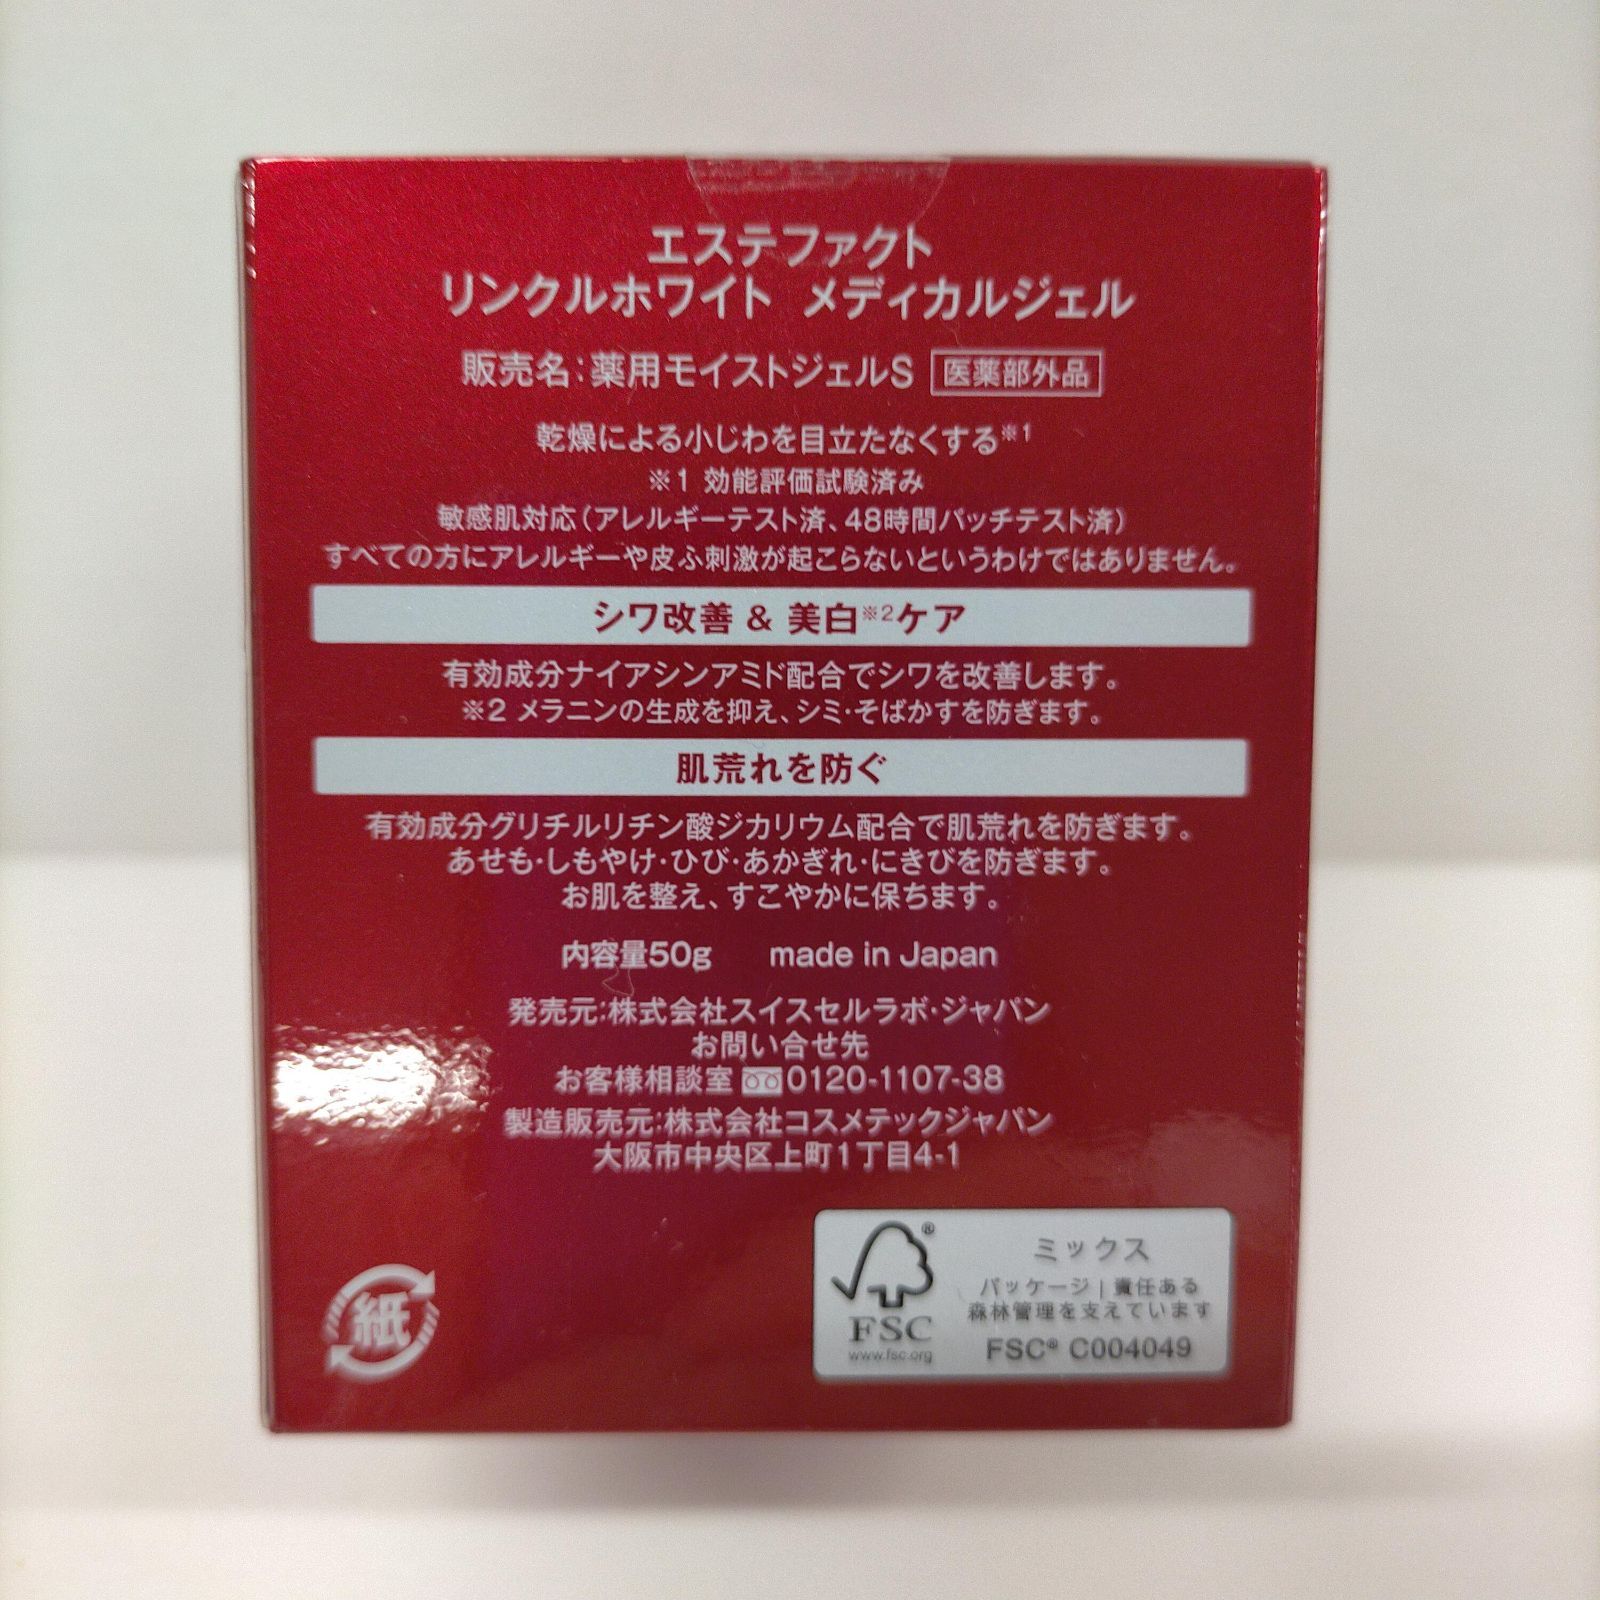 エステファクト
リンクルホワイト メディカルジェル
販売名:薬用モイストジェルS 医薬部外品
乾燥による小じわを目立たなくする※1
※1 効能評価試験済み
敏感肌対応(アレルギーテスト済、48時間パッチテスト済)
すべての方にアレルギーや皮ふ刺激が起こらないというわけではありません。
シワ改善 & 美白※2ケア
有効成分ナイアシンアミド配合でシワを改善します。
※2 メラニンの生成を抑え、シミ・そばかすを防ぎます。
肌荒れを防ぐ
有効成分グリチルリチン酸ジカリウム配合で肌荒れを防ぎます。
あせも・しもやけ・ひび・あかぎれ・にきびを防ぎます。
お肌を整え、すこやかに保ちます。
内容量50g made in Japan
発売元:株式会社スイスセルラボ・ジャパン
お問い合せ先
お客様相談室 0120-1107-38
製造販売元:株式会社コスメテックジャパン
大阪市中央区上町1丁目4-1
紙
®
FSC
www.fsc.org
ミックス
パッケージ | 責任ある
森林管理を支えています
FSC® C004049